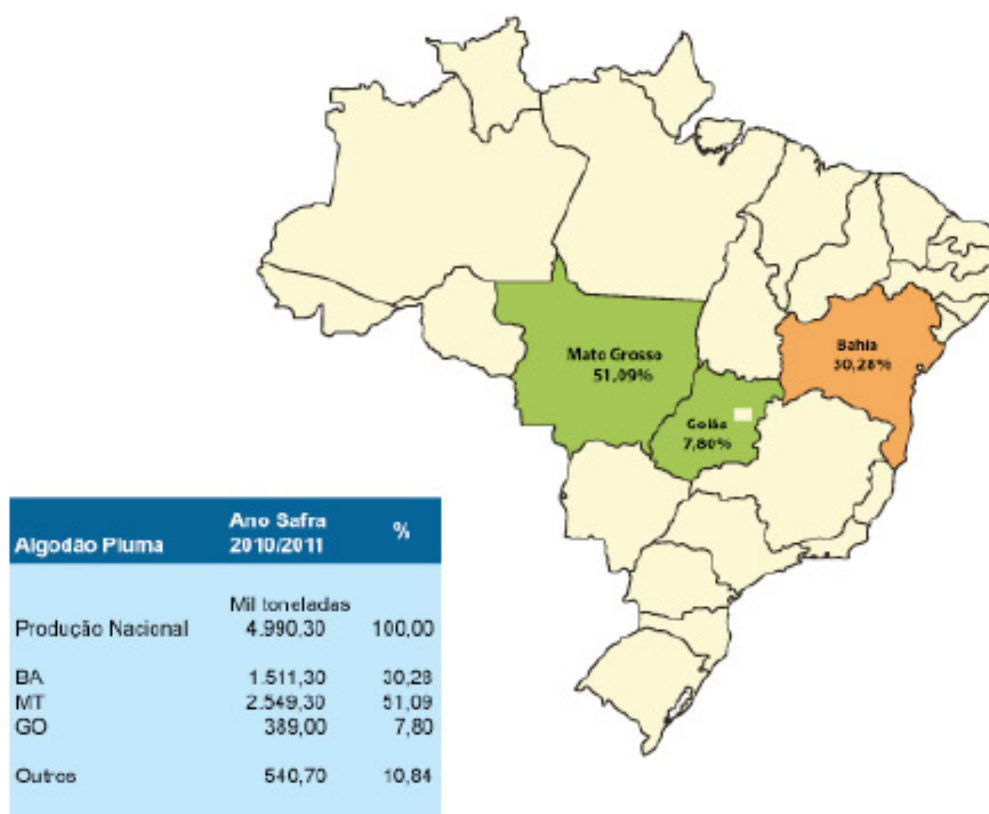 Mato Grosso
51,09%
Bahia
30,28%
Goiás
7,80%
Algodão Pluma Ano Safra 2010/2011 %
Mil toneladas
Produção Nacional 4.990,30 100,00
BA 1.511,30 30,28
MT 2.549,30 51,09
GO 389,00 7,80
Outros 540,70 10,84